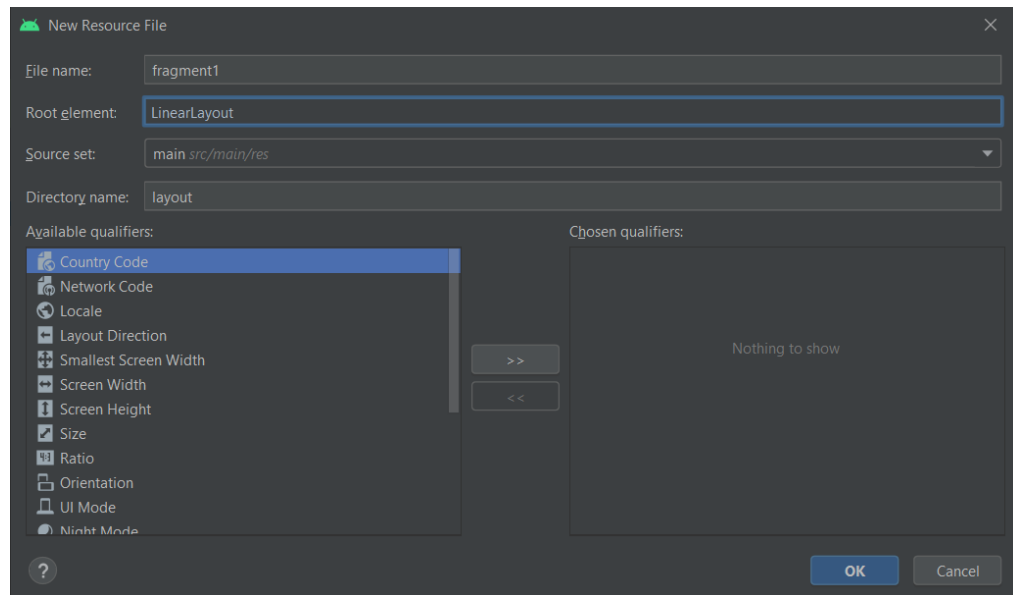 New Resource File
File name: fragment1
Root element: LinearLayout
Source set: main src/main/res
Directory name: layout
Available qualifiers:
Chosen qualifiers:
Country Code
Network Code
Locale
Layout Direction
Smallest Screen Width
Screen Width
Screen Height
Size
Ratio
Orientation
UI Mode
Night Mode
>>
<<
Nothing to show
?
OK
Cancel